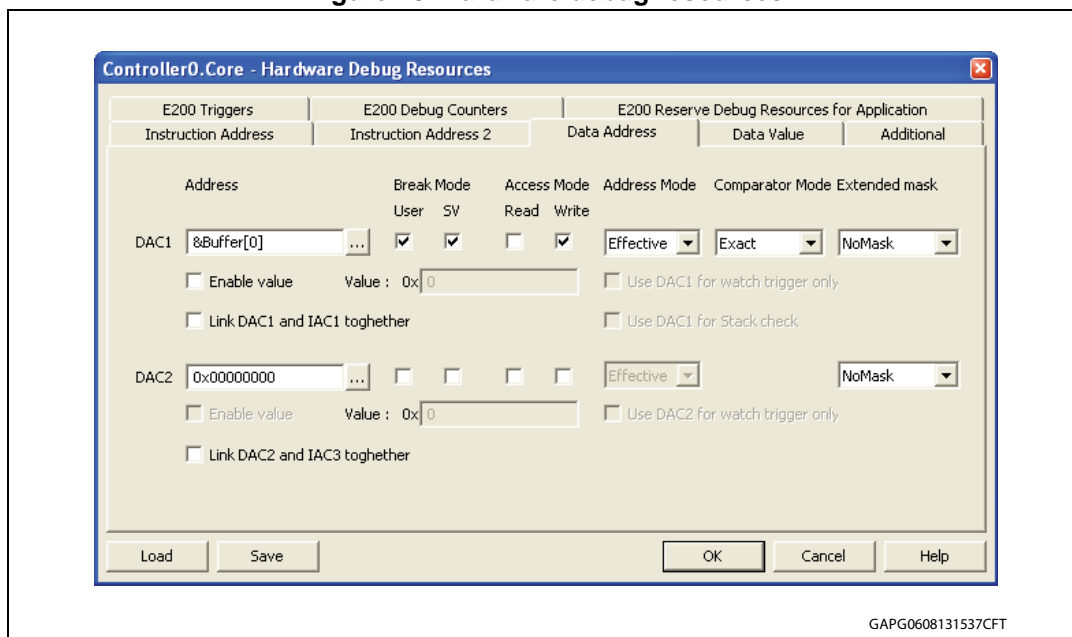 Controller0.Core - Hardware Debug Resources
E200 Triggers E200 Debug Counters E200 Reserve Debug Resources for Application
Instruction Address Instruction Address 2 Data Address Data Value Additional
Address Break Mode Access Mode Address Mode Comparator Mode Extended mask
User SV Read Write
DAC1 &Buffer[0] ... Effective Exact NoMask
Enable value Value : 0x 0 Use DAC1 for watch trigger only
Link DAC1 and IAC1 toghether Use DAC1 for Stack check
DAC2 0x00000000 ... Effective NoMask
Enable value Value : 0x 0 Use DAC2 for watch trigger only
Link DAC2 and IAC3 toghether
Load Save OK Cancel Help
GAPG0608131537CFT